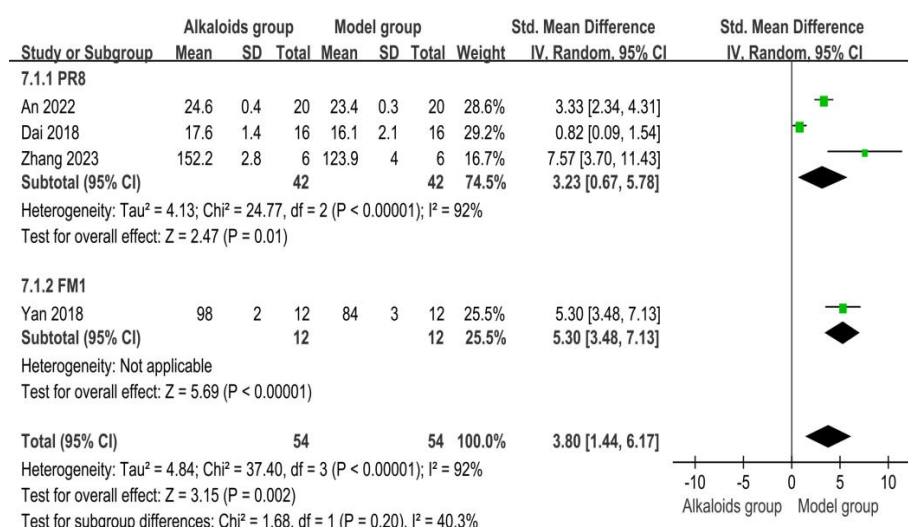 Alkaloids group Model group Std. Mean Difference Std. Mean Difference
Study or Subgroup Mean SD Total Mean SD Total Weight IV, Random, 95% CI IV, Random, 95% CI
7.1.1 PR8
An 2022 24.6 0.4 20 23.4 0.3 20 28.6% 3.33 [2.34, 4.31]
Dai 2018 17.6 1.4 16 16.1 2.1 16 29.2% 0.82 [0.09, 1.54]
Zhang 2023 152.2 2.8 6 123.9 4 6 16.7% 7.57 [3.70, 11.43]
Subtotal (95% CI) 42 42 74.5% 3.23 [0.67, 5.78]
Heterogeneity: Tau² = 4.13; Chi² = 24.77, df = 2 (P < 0.00001); I² = 92%
Test for overall effect: Z = 2.47 (P = 0.01)
7.1.2 FM1
Yan 2018 98 2 12 84 3 12 25.5% 5.30 [3.48, 7.13]
Subtotal (95% CI) 12 12 25.5% 5.30 [3.48, 7.13]
Heterogeneity: Not applicable
Test for overall effect: Z = 5.69 (P < 0.00001)
Total (95% CI) 54 54 100.0% 3.80 [1.44, 6.17]
Heterogeneity: Tau² = 4.84; Chi² = 37.40, df = 3 (P < 0.00001); I² = 92%
Test for overall effect: Z = 3.15 (P = 0.002)
Test for subgroup differences: Chi² = 1.68, df = 1 (P = 0.20), I² = 40.3%
-10 -5 0 5 10
Alkaloids group Model group